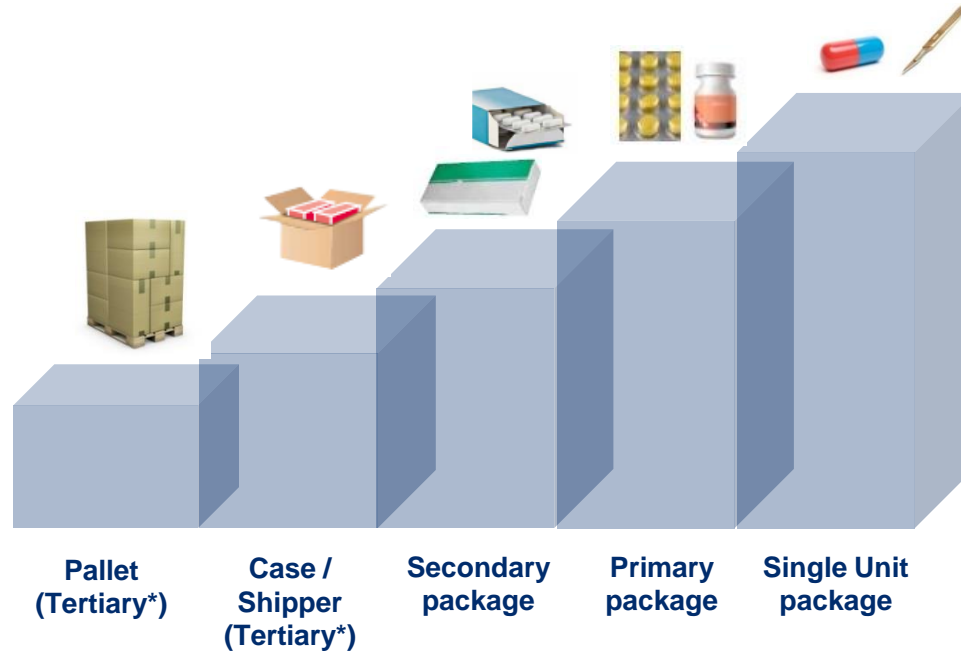 Pallet
(Tertiary*)
Case /
Shipper
(Tertiary*)
Secondary
package
Primary
package
Single Unit
package